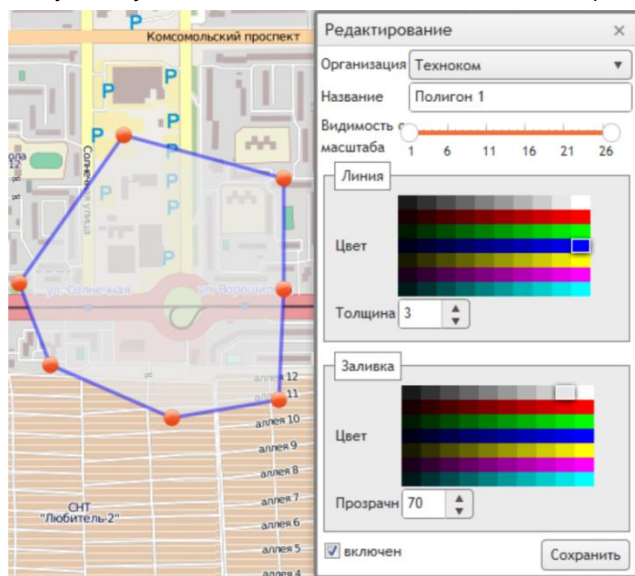 Комсомольский проспект
P
P
P
P
P
P
P
P
P
12
Солнечная улица
ул. Солнечная
ул. Ворошил
аллея 12
аллея 11
аллея 10
аллея 9
аллея 8
аллея 7
аллея 6
аллея 5
аллея 4
СНТ
"Любитель-2"
Редактирование
Организация Техноком
Название Полигон 1
Видимость с
масштаба 1 6 11 16 21 26
Линия
Цвет
Толщина 3
Заливка
Цвет
Прозрачн 70
включен Сохранить